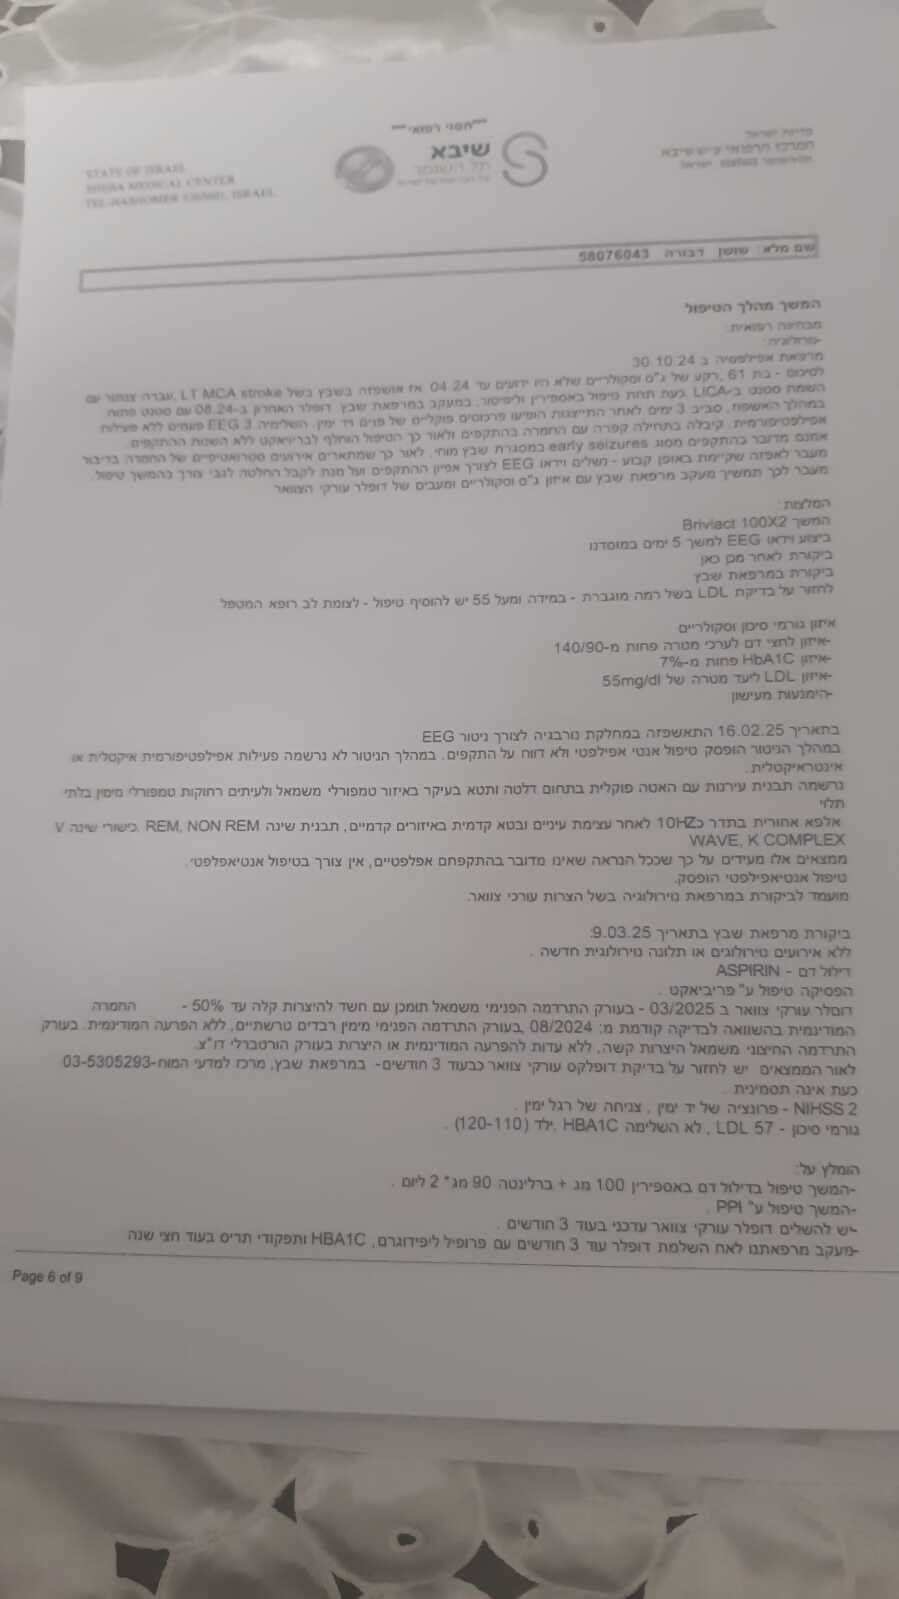 ***חסוי רפואי***
STATE OF ISRAEL
SHEBA MEDICAL CENTER
TEL-HASHOMER ISRAEL
שיבא
תל השומר
מדינת ישראל
המרכז הרפואי ע״ש שיבא
שם מלא: שושן דבורה 58076043
המשך מהלך הטיפול
מבחינה רפואית:
-נוירולוגיה:
מרפאת אפילפסיה ב 30.10.24
לסיכום - בת 61, רקע של ג"ס וסקולריים שלא היו ידועים עד 04.24 אז אושפזה בשבץ בשל LT MCA stroke, עברה צנתור עם
השמת סטנט ב-LICA. כעת תחת טיפול באספירין וליפיטור, במעקב במרפאת שבץ. דופלר האחרון ב-08.24 עם סטנט פתוח.
במהלך האשפוז, סביב 3 ימים לאחר התייצגות הופיעו פרכוסים פוקליים של פנים ויד ימין. השלימה EEG 3 פעמים ללא פעילות
אפילפטיפורמית. קיבלה בתחילה קפרה עם החמרה בהתקפים ולאור כך הטיפול הוחלף לבריויאקט ללא השנות ההתקפים.
אמנם מדובר בהתקפים מסוג early seizures במסגרת שבץ מוחי, לאור כך שמתארים אירועים סטראוטיפיים של החמרה בדיבור
מעבר לאפזה שקיימת באופן קבוע - נשלים וידאו EEG לצורך אפיון ההתקפים ועל מנת לקבל החלטה לגבי צורך בהמשך טיפול.
מעבר לכך תמשיך מעקב מרפאת שבץ עם איזון ג"ס וסקולריים ומעבים של דופלר עורקי הצוואר
המלצות:
המשך Briviact 100X2
ביצוע וידאו EEG למשך 5 ימים במוסדנו
ביקורת לאחר מכן כאן
ביקורת במרפאת שבץ
לחזור על בדיקת LDL בשל רמה מוגברת - במידה ומעל 55 יש להוסיף טיפול - לצומת לב רופא המטפל
איזון גורמי סיכון וסקולריים
-איזון לחצי דם לערכי מטרה פחות מ-140/90
-איזון HbA1C פחות מ-7%
-איזון LDL ליעד מטרה של 55mg/dl
-הימנעות מעישון
בתאריך 16.02.25 התאשפזה במחלקת נורבגיה לצורך ניטור EEG
במהלך הניטור הופסק טיפול אנטי אפילפטי ולא דווח על התקפים. במהלך הניטור לא נרשמה פעילות אפילפטיפורמית איקטלית או
אינטראיקטלית.
נרשמה תבנית עירנות עם האטה פוקלית בתחום דלטה ותטא בעיקר באיזור טמפורלי משמאל ולעיתים רחוקות טמפורלי מימין בלתי
תלוי
אלפא אחורית בתדר כ10HZ לאחר עצימת עיניים ובטא קדמית באיזורים קדמיים, תבנית שינה REM, NON REM .כישורי שינה V
WAVE, K COMPLEX
ממצאים אלו מעידים על כך שככל הנראה שאינו מדובר בהתקפחם אפלפטיים, אין צורך בטיפול אנטיאפלפטי.
טיפול אנטיאפילפטי הופסק.
מועמד לביקורת במרפאת נוירולוגיה בשל הצרות עורקי צוואר.
ביקורת מרפאת שבץ בתאריך 9.03.25:
ללא אירועים נוירולוגים או תלונה נוירולוגית חדשה .
דילול דם - ASPIRIN
הפסיקה טיפול ע" פריביאקט .
דופלר עורקי צוואר ב 03/2025 - בעורק התרדמה הפנימי משמאל תומכן עם חשד להיצרות קלה עד 50% - החמרה
המודינמית בהשוואה לבדיקה קודמת מ: 08/2024 ,בעורק התרדמה הפנימי מימין רבדים טרשתיים, ללא הפרעה המודינמית. בעורק
התרדמה החיצוני משמאל היצרות קשה, ללא עדות להפרעה המודינמית או היצרות בעורק הורטברלי דו"צ.
לאור הממצאים יש לחזור על בדיקת דופלקס עורקי צוואר כבעוד 3 חודשים- במרפאת שבץ, מרכז למדעי המוח-03-5305293
כעת אינה תסמינית .
NIHSS 2 - פרונציה של יד ימין , צניחה של רגל ימין .
גורמי סיכון - LDL 57 , לא השלימה HBA1C ,ילד (120-110) .
הומלץ על:
-המשך טיפול בדילול דם באספירין 100 מג + ברלינטה 90 מג* 2 ליום .
-המשך טיפול ע" PPI .
-יש להשלים דופלר עורקי צוואר עדכני בעוד 3 חודשים .
-מעקב מרפאתנו לאח השלמת דופלר עוד 3 חודשים עם פרופיל ליפידוגרם, HBA1C ותפקודי תריס בעוד חצי שנה
Page 6 of 9